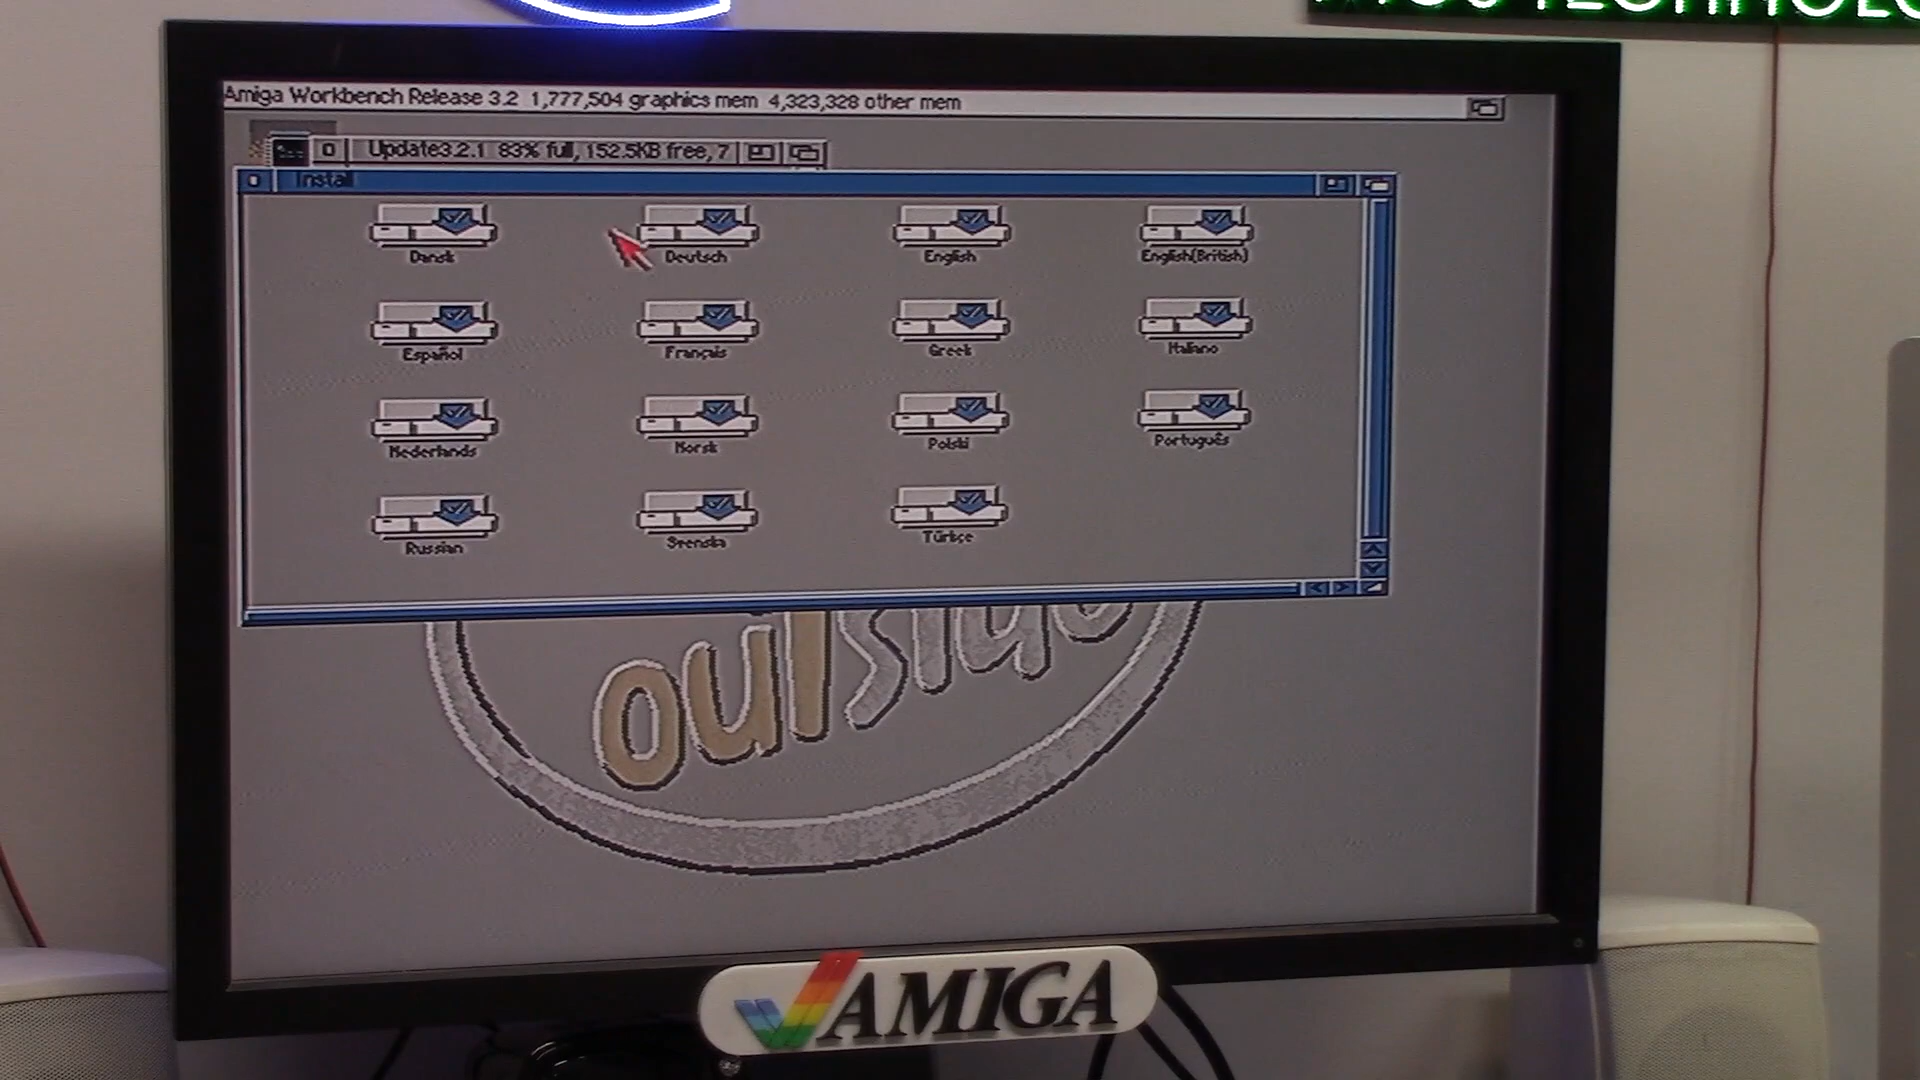 TECHNOLO
Amiga Workbench Release 3.2 1,777,504 graphics mem 4,323,328 other mem
Update3.2.1 83% full, 152.5KB free, 7
Install
Dansk Deutsch English English(British)
Español Français Greek Italiano
Nederlands Norsk Polski Português
Russian Svenska Türkçe
outside
AMIGA